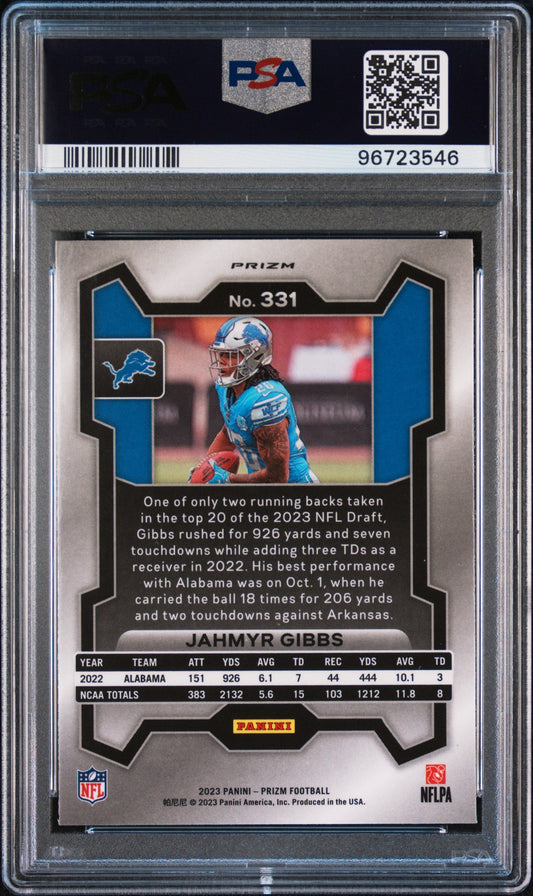 PSA
PSA
96723546
PRIZM
No. 331
One of only two running backs taken
in the top 20 of the 2023 NFL Draft,
Gibbs rushed for 926 yards and seven
touchdowns while adding three TDs as a
receiver in 2022. His best performance
with Alabama was on Oct. 1, when he
carried the ball 18 times for 206 yards
and two touchdowns against Arkansas.
JAHMYR GIBBS
YEAR TEAM ATT YDS AVG TD REC YDS AVG TD
2022 ALABAMA 151 926 6.1 7 44 444 10.1 3
NCAA TOTALS 383 2132 5.6 15 103 1212 11.8 8
PANINI
NFL
NFLPA
2023 PANINI – PRIZM FOOTBALL
帕尼尼 © 2023 Panini America, Inc. Produced in the USA.
PSA